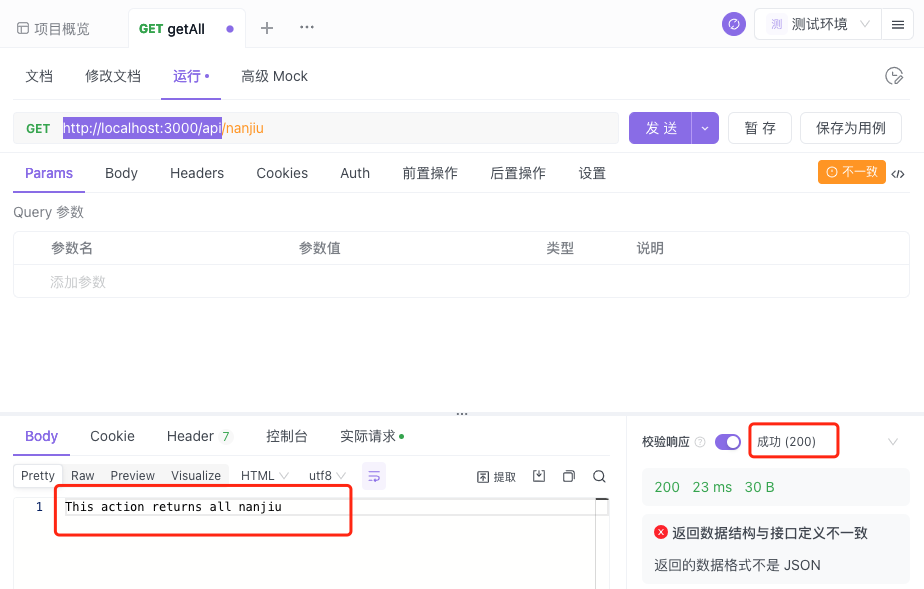 项目概览 GET getAll
测 测试环境
文档 修改文档 运行 高级 Mock
GET http://localhost:3000/api/nanjiu 发 送 暂 存 保存为用例
Params Body Headers Cookies Auth 前置操作 后置操作 设置 不一致
Query 参数
参数名 参数值 类型 说明
添加参数
Body Cookie Header 7 控制台 实际请求
校验响应 成功 (200)
Pretty Raw Preview Visualize HTML utf8 提取
1 This action returns all nanjiu
200 23 ms 30 B
返回数据结构与接口定义不一致
返回的数据格式不是 JSON